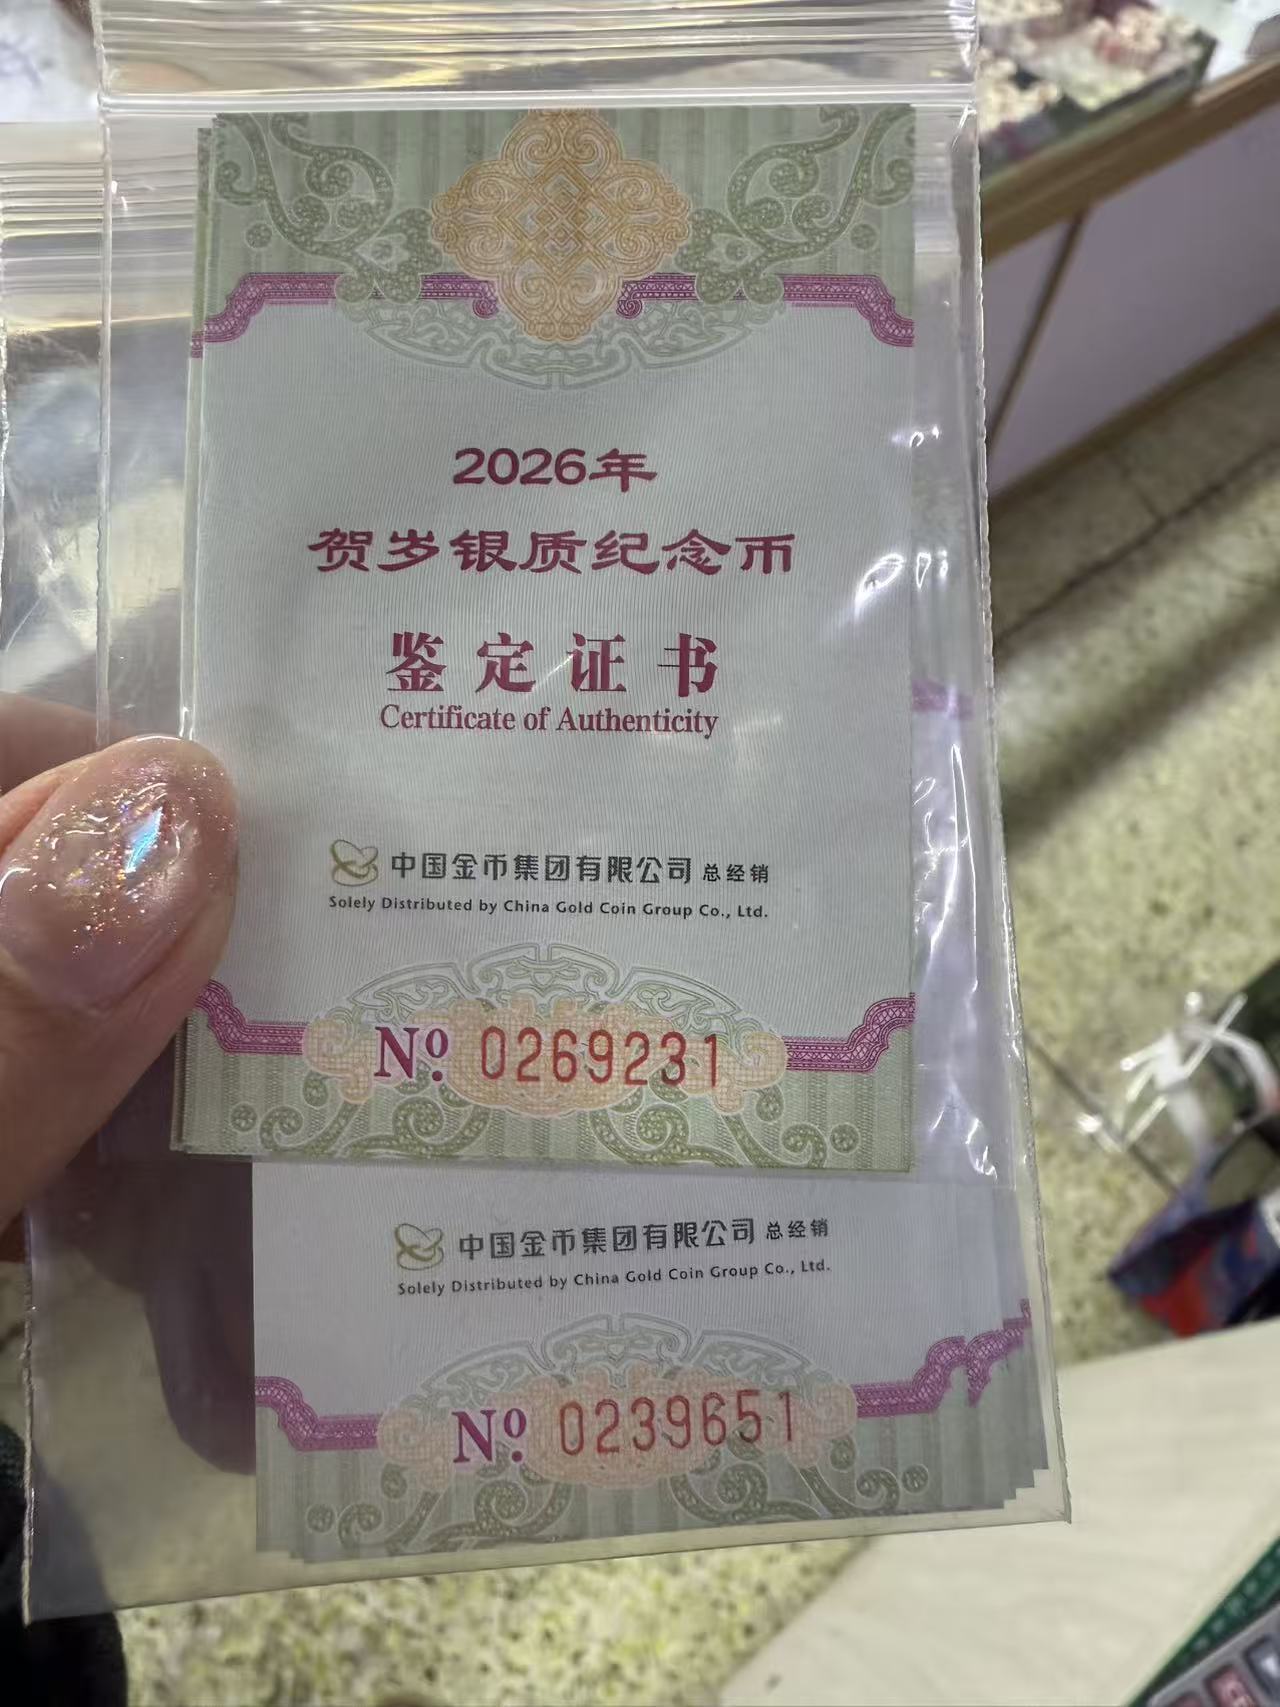 2026年
贺岁银质纪念币
鉴定证书
Certificate of Authenticity
中国金币集团有限公司 总经销
Solely Distributed by China Gold Coin Group Co., Ltd.
Nº. 0269231
中国金币集团有限公司 总经销
Solely Distributed by China Gold Coin Group Co., Ltd.
Nº. 0239651